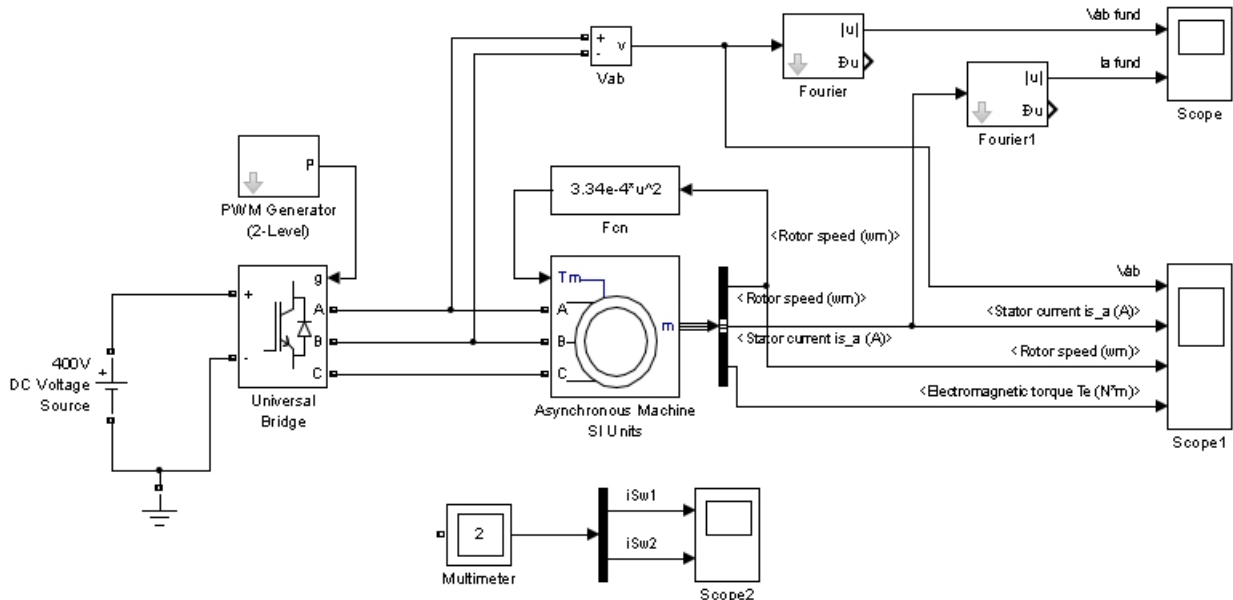 Vab fund
|u|
+
v
-
Ðu
Vab
Fourier
Ia fund
|u|
Ðu
Fourier1
Scope
P
PWM Generator
(2-Level)
3.34e-4*u^2
Fcn
<Rotor speed (wm)>
g
+
A
B
-
C
Universal
Bridge
400V
+
DC Voltage
Source
Tm
A
B
C
m
Asynchronous Machine
SI Units
<Rotor speed (wm)>
<Stator current is_a (A)>
Vab
<Stator current is_a (A)>
<Rotor speed (wm)>
<Electromagnetic torque Te (N*m)>
Scope1
2
Multimeter
iSw1
iSw2
Scope2